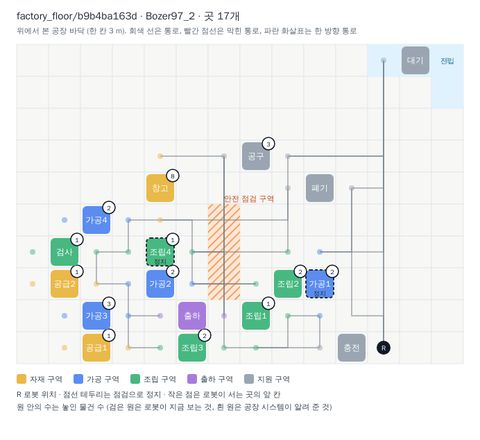 factory_floor/b9b4ba163d · Bozer97_2 · 곳 17개
위에서 본 공장 바닥 (한 칸 3 m). 회색 선은 통로, 빨간 점선은 막힌 통로, 파란 화살표는 한 방향 통로
대기
전립
공구 3
창고 8
폐기
안전 점검 구역
가공4 2
검사 1
조립4 1
정지
공급2 1
가공2 2
조립2 2
가공1 2
정지
가공3 3
출하
조립1 1
공급1 1
조립3 2
충전
R
자재 구역
가공 구역
조립 구역
출하 구역
지원 구역
R 로봇 위치 · 점선 테두리는 점검으로 정지 · 작은 점은 로봇이 서는 곳의 앞 칸
원 안의 수는 놓인 물건 수 (검은 원은 로봇이 지금 보는 것, 흰 원은 공장 시스템이 알려 준 것)